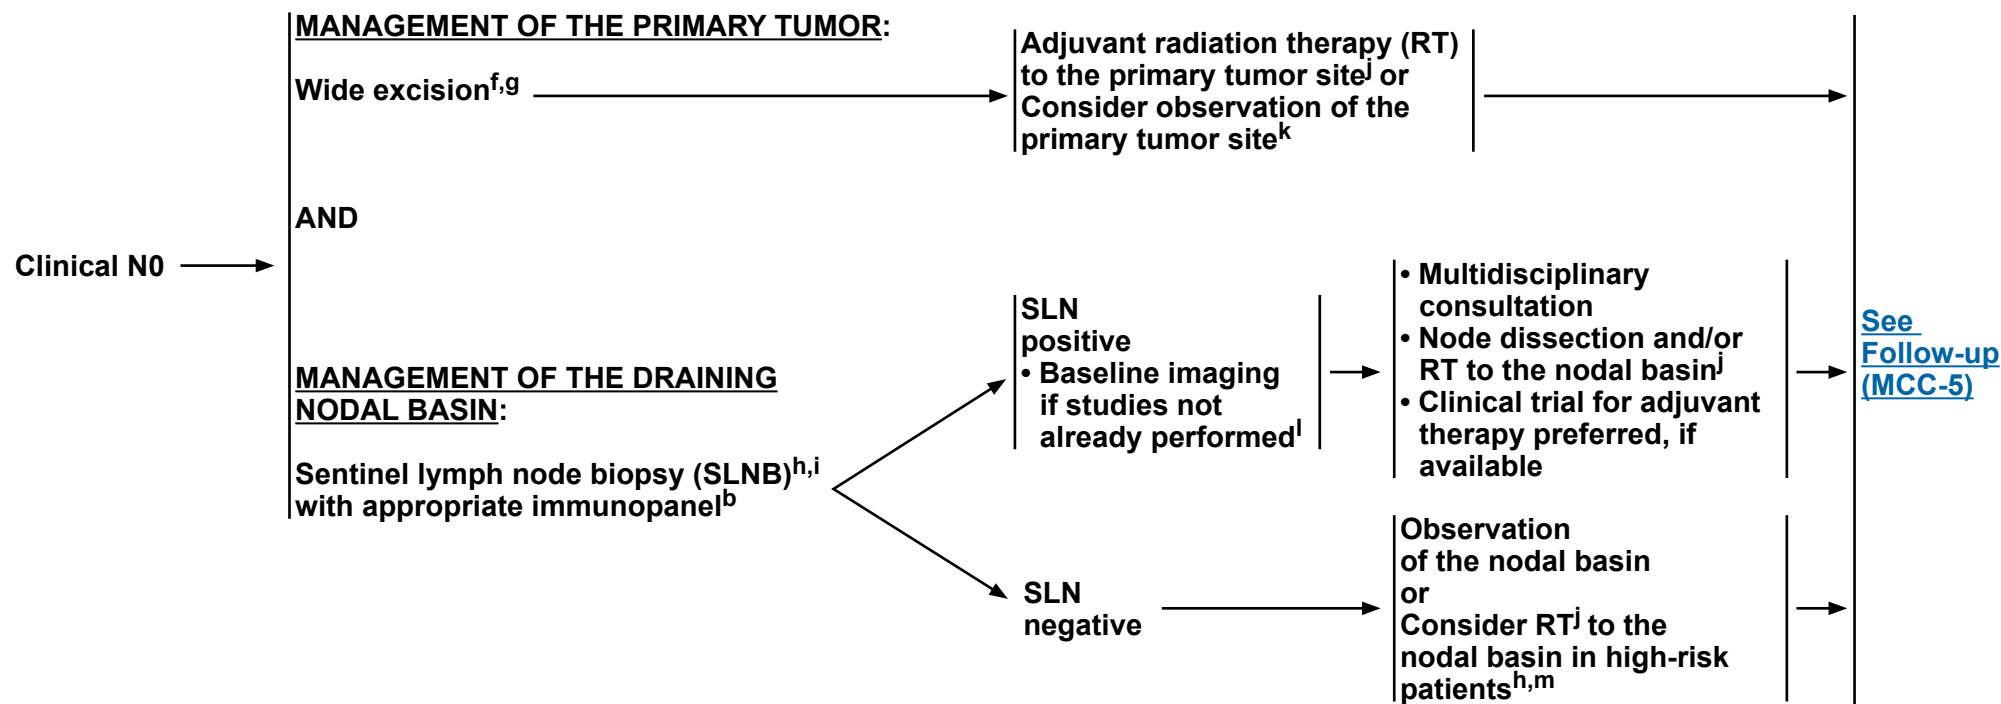 MANAGEMENT OF THE PRIMARY TUMOR:
Wide excisionf,g
Adjuvant radiation therapy (RT)
to the primary tumor sitej or
Consider observation of the
primary tumor sitek
AND
Clinical N0
MANAGEMENT OF THE DRAINING
NODAL BASIN:
Sentinel lymph node biopsy (SLNB)h,i
with appropriate immunopanelb
SLN
positive
• Baseline imaging
if studies not
already performedl
• Multidisciplinary
consultation
• Node dissection and/or
RT to the nodal basinj
• Clinical trial for adjuvant
therapy preferred, if
available
SLN
negative
Observation
of the nodal basin
or
Consider RTj to the
nodal basin in high-risk
patientsh,m
See
Follow-up
(MCC-5)